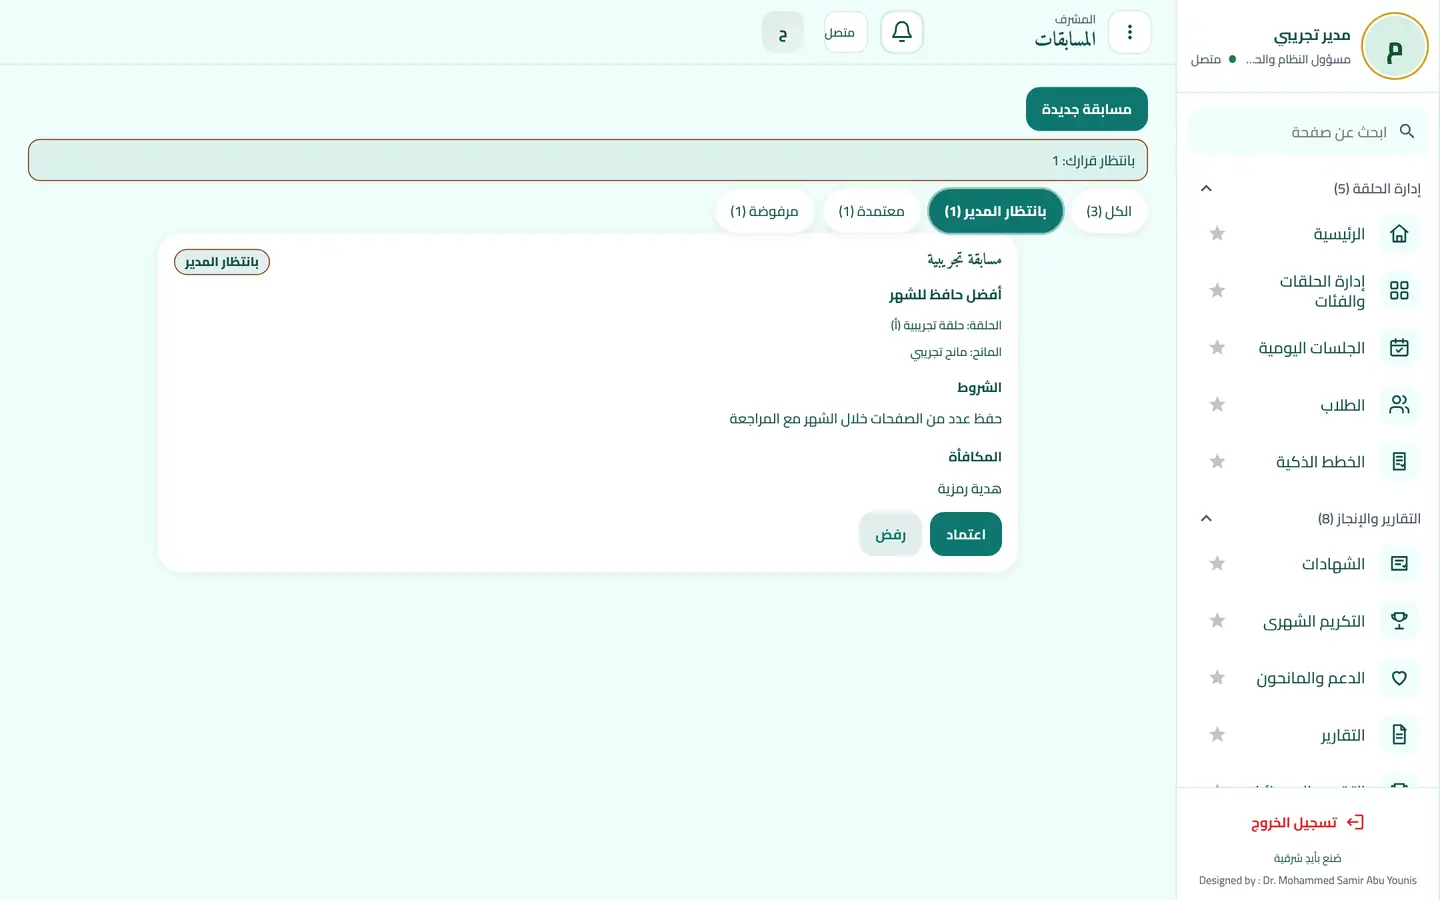 مدير تجريبي
مسؤول النظام والحـ... متصل
م
ابحث عن صفحة
إدارة الحلقة (5)
الرئيسية
إدارة الحلقات
والفئات
الجلسات اليومية
الطلاب
الخطط الذكية
التقارير والإنجاز (8)
الشهادات
التكريم الشهري
الدعم والمانحون
التقارير
تسجيل الخروج
صُنع بأيدٍ شرقية
Designed by : Dr. Mohammed Samir Abu Younis
المشرف
المسابقات
متصل
ح
مسابقة جديدة
بانتظار قرارك: 1
الكل (3)
بانتظار المدير (1)
معتمدة (1)
مرفوضة (1)
مسابقة تجريبية
بانتظار المدير
أفضل حافظ للشهر
الحلقة: حلقة تجريبية (أ)
المانح: مانح تجريبي
الشروط
حفظ عدد من الصفحات خلال الشهر مع المراجعة
المكافأة
هدية رمزية
اعتماد
رفض